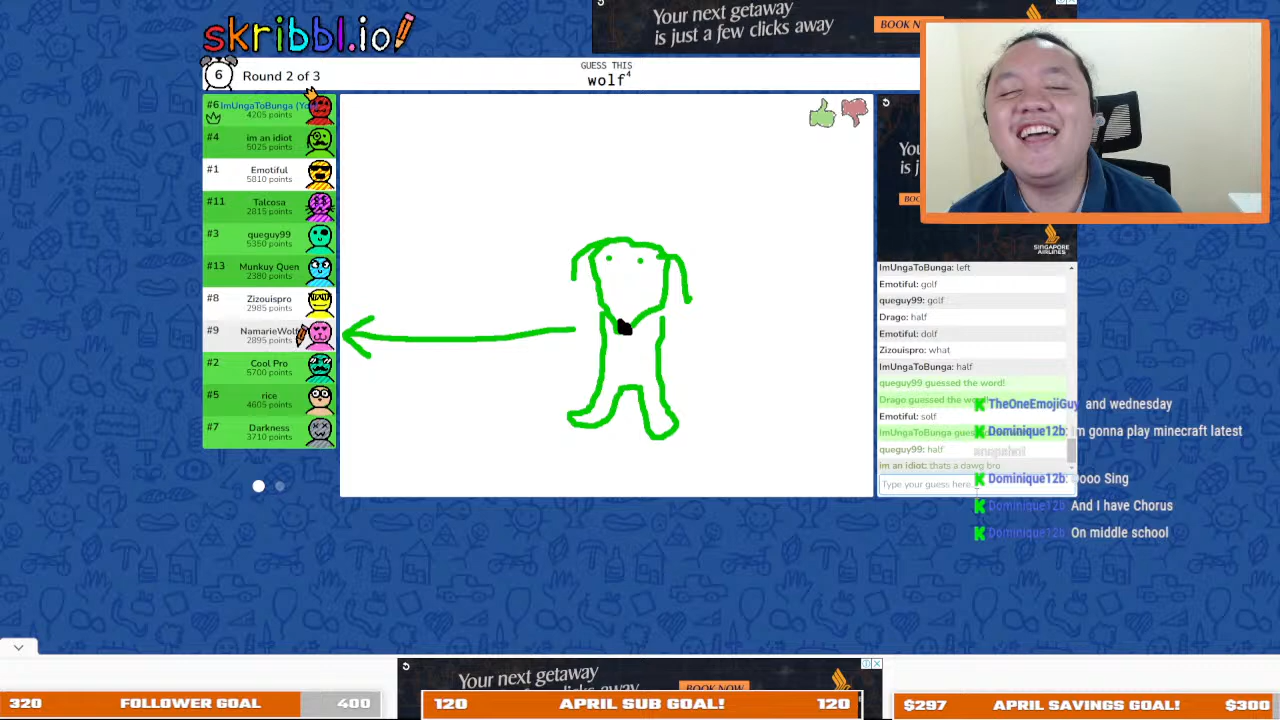 skribbl.io
Your next getaway
is just a few clicks away
6
Round 2 of 3
GUESS THIS
wolf4
#6
ImUngaToBunga
4205 points
#4
im an idiot
5025 points
#1
Emotiful
5810 points
#11
Talcosa
2815 points
#3
queguy99
5350 points
#13
Munkuy Quen
2380 points
#8
Zizouispro
2985 points
#9
NamarieWolf
2895 points
#2
Cool Pro
5700 points
#5
rice
4605 points
#7
Darkness
3710 points
SINGAPORE
AIRLINES
ImUngaToBunga: left
Emotiful: golf
queguy99: golf
Drago: half
Emotiful: dolf
Zizouispro: what
ImUngaToBunga: half
queguy99 guessed the word!
Drago guessed the
Emotiful: solf
ImUngaToBunga
queguy99: half
im an idiot: thats a dawg bro
Type your guess here
TheOneEmojiGuy and wednesday
Dominique12b: Im gonna play minecraft latest
Dominique12b: Oooo Sing
Dominique12b: And I have Chorus
Dominique12b: On middle school
Your next getaway
BOOK NOW
320 FOLLOWER GOAL 400
120 APRIL SUB GOAL! 120
$297 APRIL SAVINGS GOAL! $300